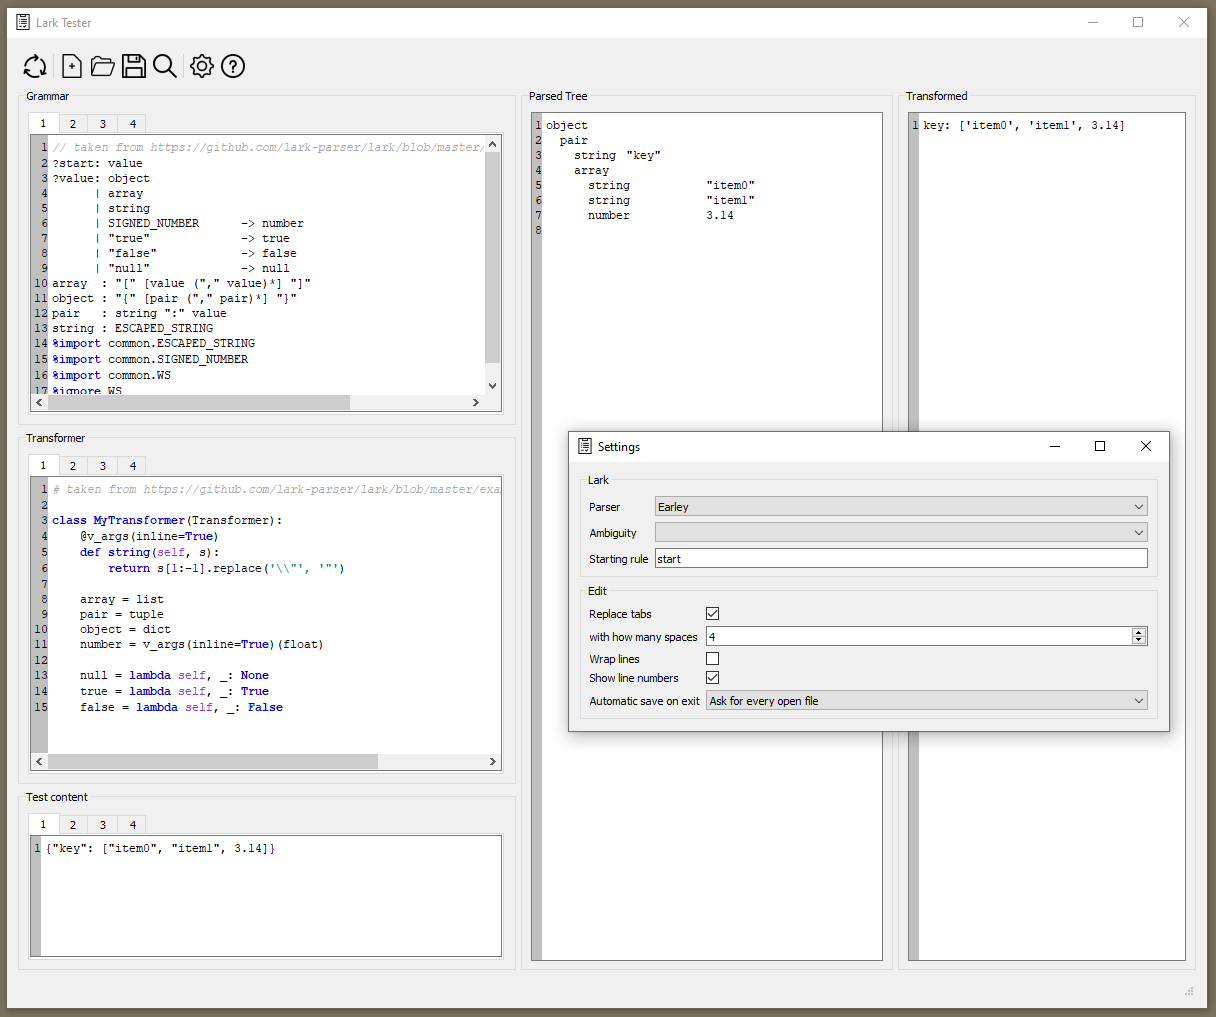 Lark Tester
Grammar
1 2 3 4
1 // taken from https://github.com/lark-parser/lark/blob/master/
2 ?start: value
3 ?value: object
4       | array
5       | string
6       | SIGNED_NUMBER      -> number
7       | "true"             -> true
8       | "false"            -> false
9       | "null"             -> null
10 array  : "[" [value ("," value)*] "]"
11 object : "{" [pair ("," pair)*] "}"
12 pair   : string ":" value
13 string : ESCAPED_STRING
14 %import common.ESCAPED_STRING
15 %import common.SIGNED_NUMBER
16 %import common.WS
17 %ignore WS
Transformer
1 2 3 4
1 # taken from https://github.com/lark-parser/lark/blob/master/exa
2
3 class MyTransformer(Transformer):
4     @v_args(inline=True)
5     def string(self, s):
6         return s[1:-1].replace('\\"', '"')
7
8     array = list
9     pair = tuple
10     object = dict
11     number = v_args(inline=True)(float)
12
13     null = lambda self, _: None
14     true = lambda self, _: True
15     false = lambda self, _: False
Test content
1 2 3 4
1 {"key": ["item0", "item1", 3.14]}
Parsed Tree
1 object
2   pair
3     string "key"
4     array
5       string           "item0"
6       string           "item1"
7       number           3.14
8
Transformed
1 key: ['item0', 'item1', 3.14]
Settings
Lark
Parser Earley
Ambiguity
Starting rule start
Edit
Replace tabs
with how many spaces 4
Wrap lines
Show line numbers
Automatic save on exit Ask for every open file